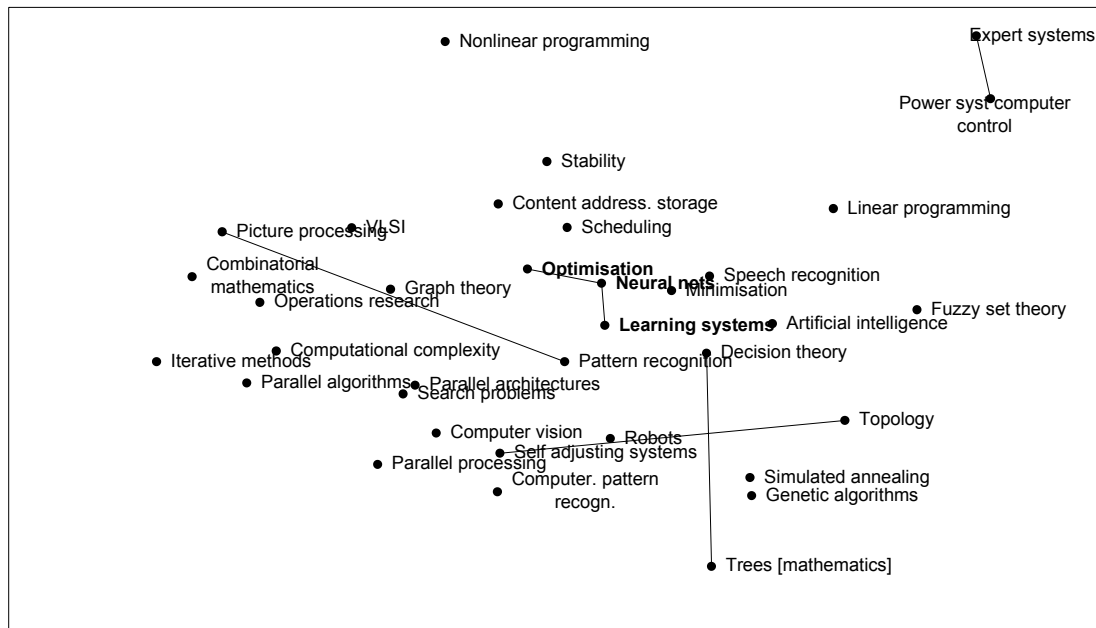 Nonlinear programming
Expert systems
Power syst computer
control
Stability
Content address. storage
Linear programming
Picture processing
VLSI
Scheduling
Combinatorial
mathematics
Optimisation
Neural nets
Speech recognition
Minimisation
Graph theory
Operations research
Fuzzy set theory
Learning systems
Artificial intelligence
Computational complexity
Decision theory
Iterative methods
Pattern recognition
Parallel algorithms
Parallel architectures
Search problems
Topology
Computer vision
Robots
Self adjusting systems
Parallel processing
Simulated annealing
Computer. pattern
recogn.
Genetic algorithms
Trees [mathematics]